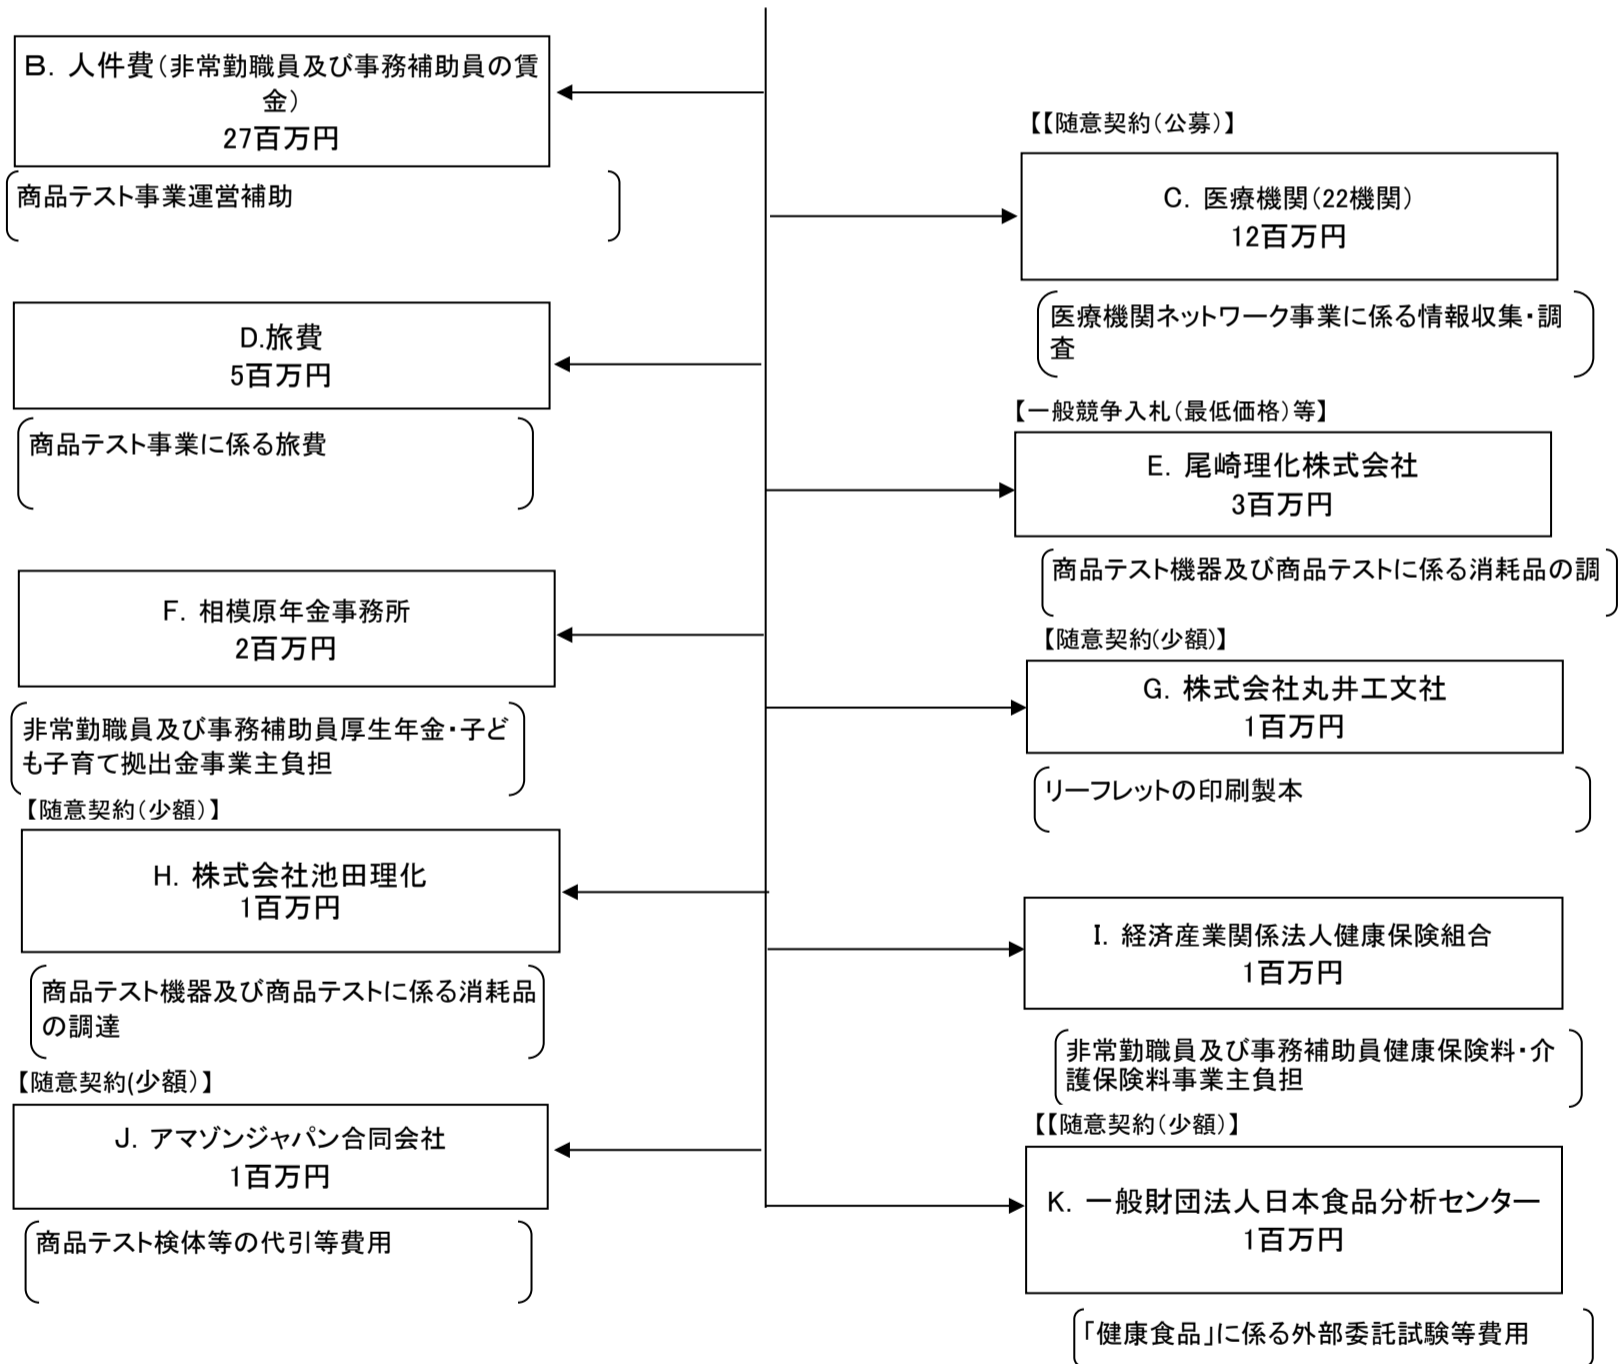 B. 人件費（非常勤職員及び事務補助員の賃
金）
27百万円
商品テスト事業運営補助
【【随意契約（公募）】
C. 医療機関（22機関）
12百万円
医療機関ネットワーク事業に係る情報収集・調
査
D.旅費
5百万円
商品テスト事業に係る旅費
【一般競争入札（最低価格）等】
E. 尾崎理化株式会社
3百万円
商品テスト機器及び商品テストに係る消耗品の調
F. 相模原年金事務所
2百万円
非常勤職員及び事務補助員厚生年金・子ど
も子育て拠出金事業主負担
【随意契約(少額)】
G. 株式会社丸井工文社
1百万円
リーフレットの印刷製本
【随意契約（少額）】
H. 株式会社池田理化
1百万円
商品テスト機器及び商品テストに係る消耗品
の調達
I. 経済産業関係法人健康保険組合
1百万円
非常勤職員及び事務補助員健康保険料・介
護保険料事業主負担
【随意契約(少額）】
J. アマゾンジャパン合同会社
1百万円
商品テスト検体等の代引等費用
【【随意契約（少額）】
K. 一般財団法人日本食品分析センター
1百万円
「健康食品」に係る外部委託試験等費用